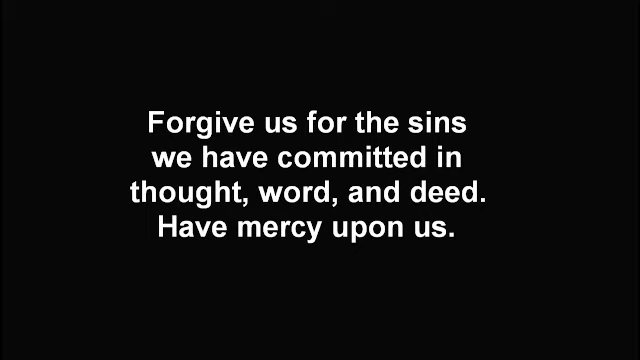 Forgive us for the sins
we have committed in
thought, word, and deed.
Have mercy upon us.